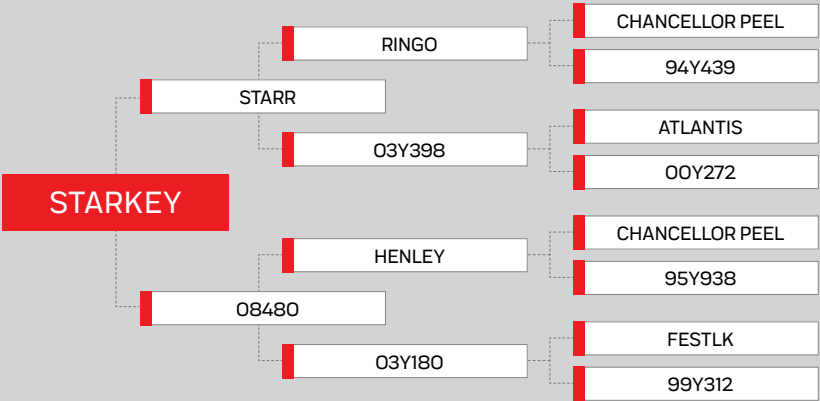 CHANCELLOR PEEL
RINGO
94Y439
STARR
ATLANTIS
03Y398
00Y272
STARKEY
CHANCELLOR PEEL
HENLEY
95Y938
08480
FESTLK
03Y180
99Y312